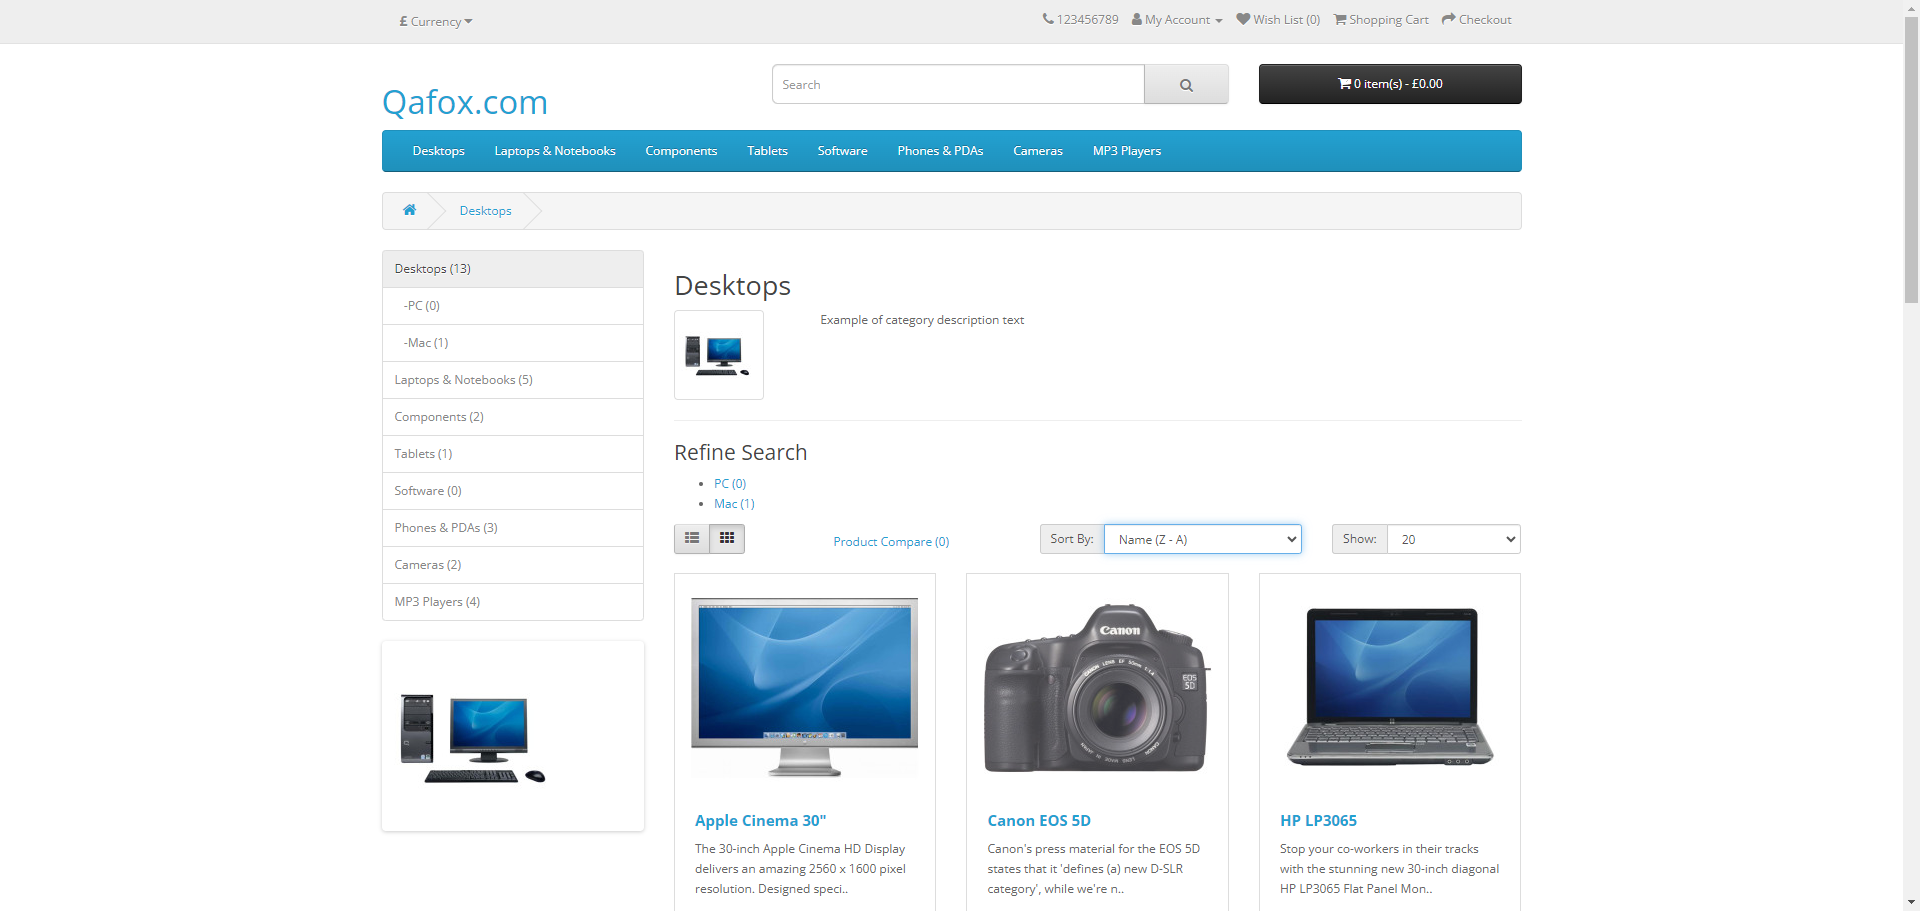 £ Currency
123456789 My Account Wish List (0) Shopping Cart Checkout
Qafox.com
Search
0 item(s) - £0.00
Desktops Laptops & Notebooks Components Tablets Software Phones & PDAs Cameras MP3 Players
Desktops
Desktops (13)
-PC (0)
-Mac (1)
Laptops & Notebooks (5)
Components (2)
Tablets (1)
Software (0)
Phones & PDAs (3)
Cameras (2)
MP3 Players (4)
Desktops
Example of category description text
Refine Search
PC (0)
Mac (1)
Product Compare (0)
Sort By: Name (Z - A)
Show: 20
Canon
EOS
5D
Apple Cinema 30"
The 30-inch Apple Cinema HD Display
delivers an amazing 2560 x 1600 pixel
resolution. Designed speci..
Canon EOS 5D
Canon's press material for the EOS 5D
states that it 'defines (a) new D-SLR
category', while we're n..
HP LP3065
Stop your co-workers in their tracks
with the stunning new 30-inch diagonal
HP LP3065 Flat Panel Mon..